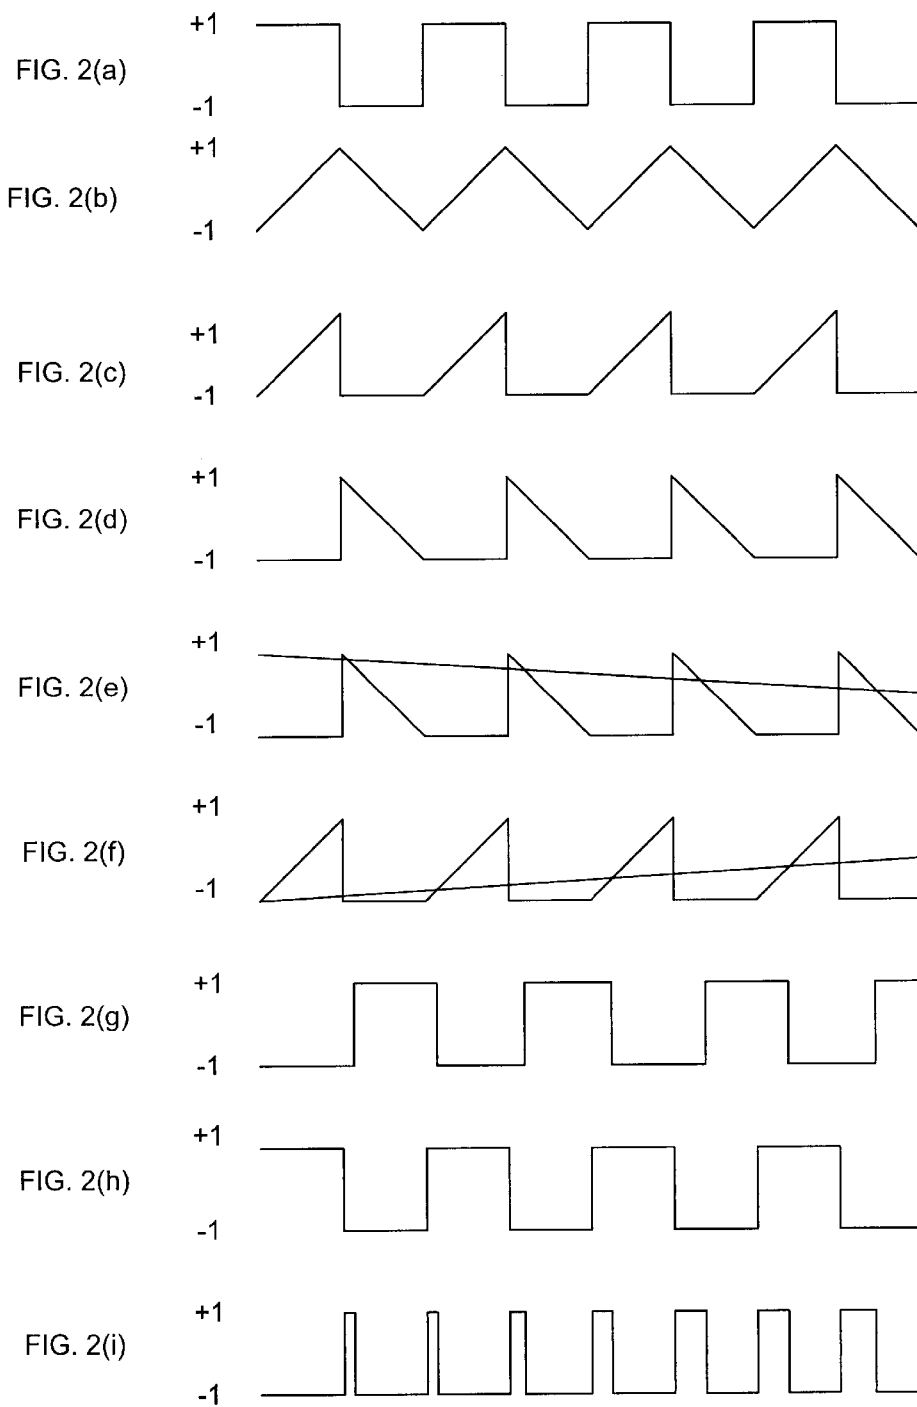 +1
FIG. 2(a)
-1
+1
FIG. 2(b)
-1
+1
FIG. 2(c)
-1
+1
FIG. 2(d)
-1
+1
FIG. 2(e)
-1
+1
FIG. 2(f)
-1
+1
FIG. 2(g)
-1
+1
FIG. 2(h)
-1
+1
FIG. 2(i)
-1